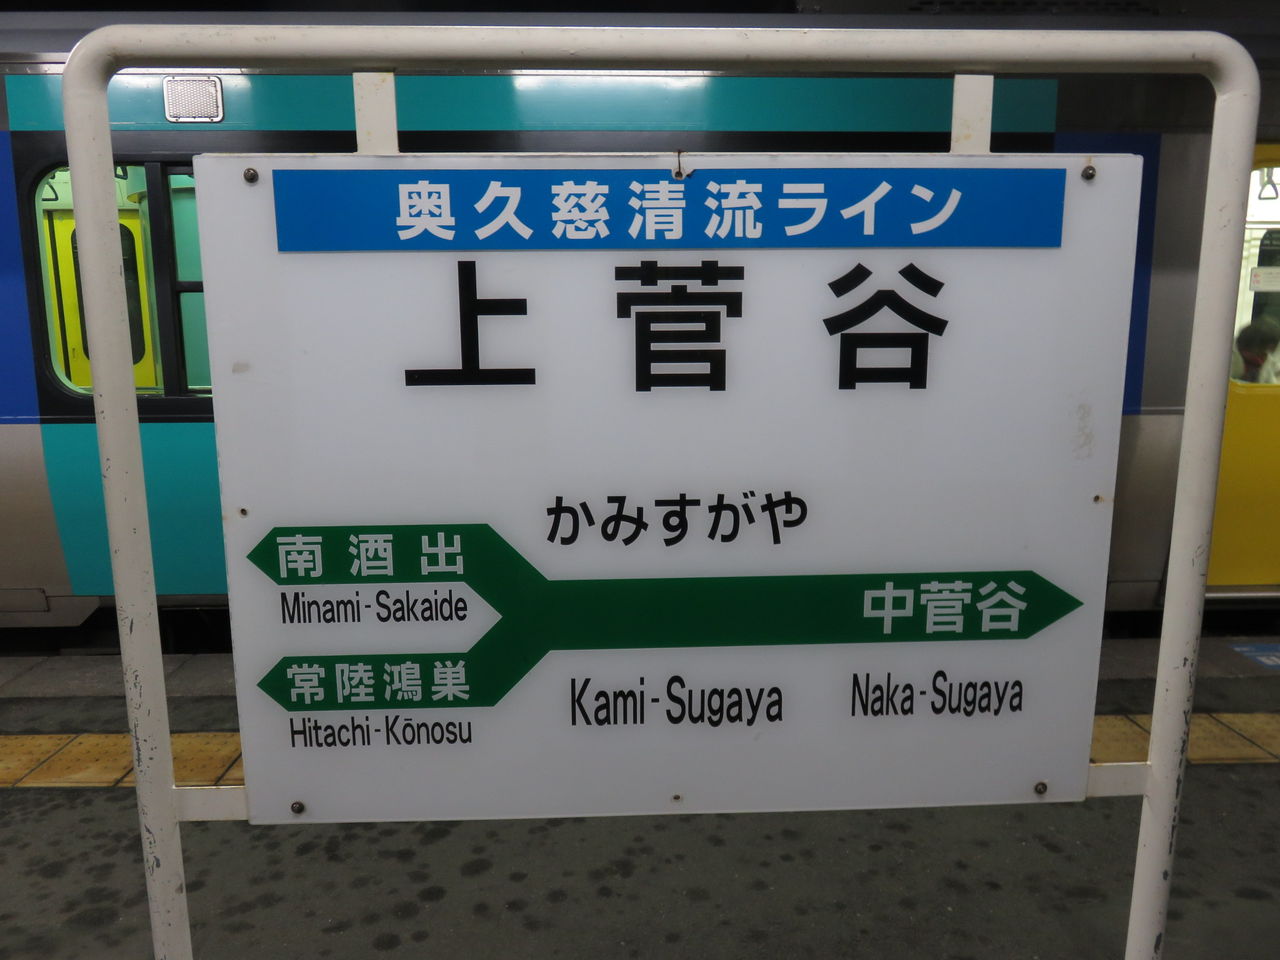 奥久慈清流ライン
上菅谷
かみすがや
南酒出
Minami-Sakaide
中菅谷
常陸鴻巣
Hitachi-Kōnosu
Kami-Sugaya
Naka-Sugaya